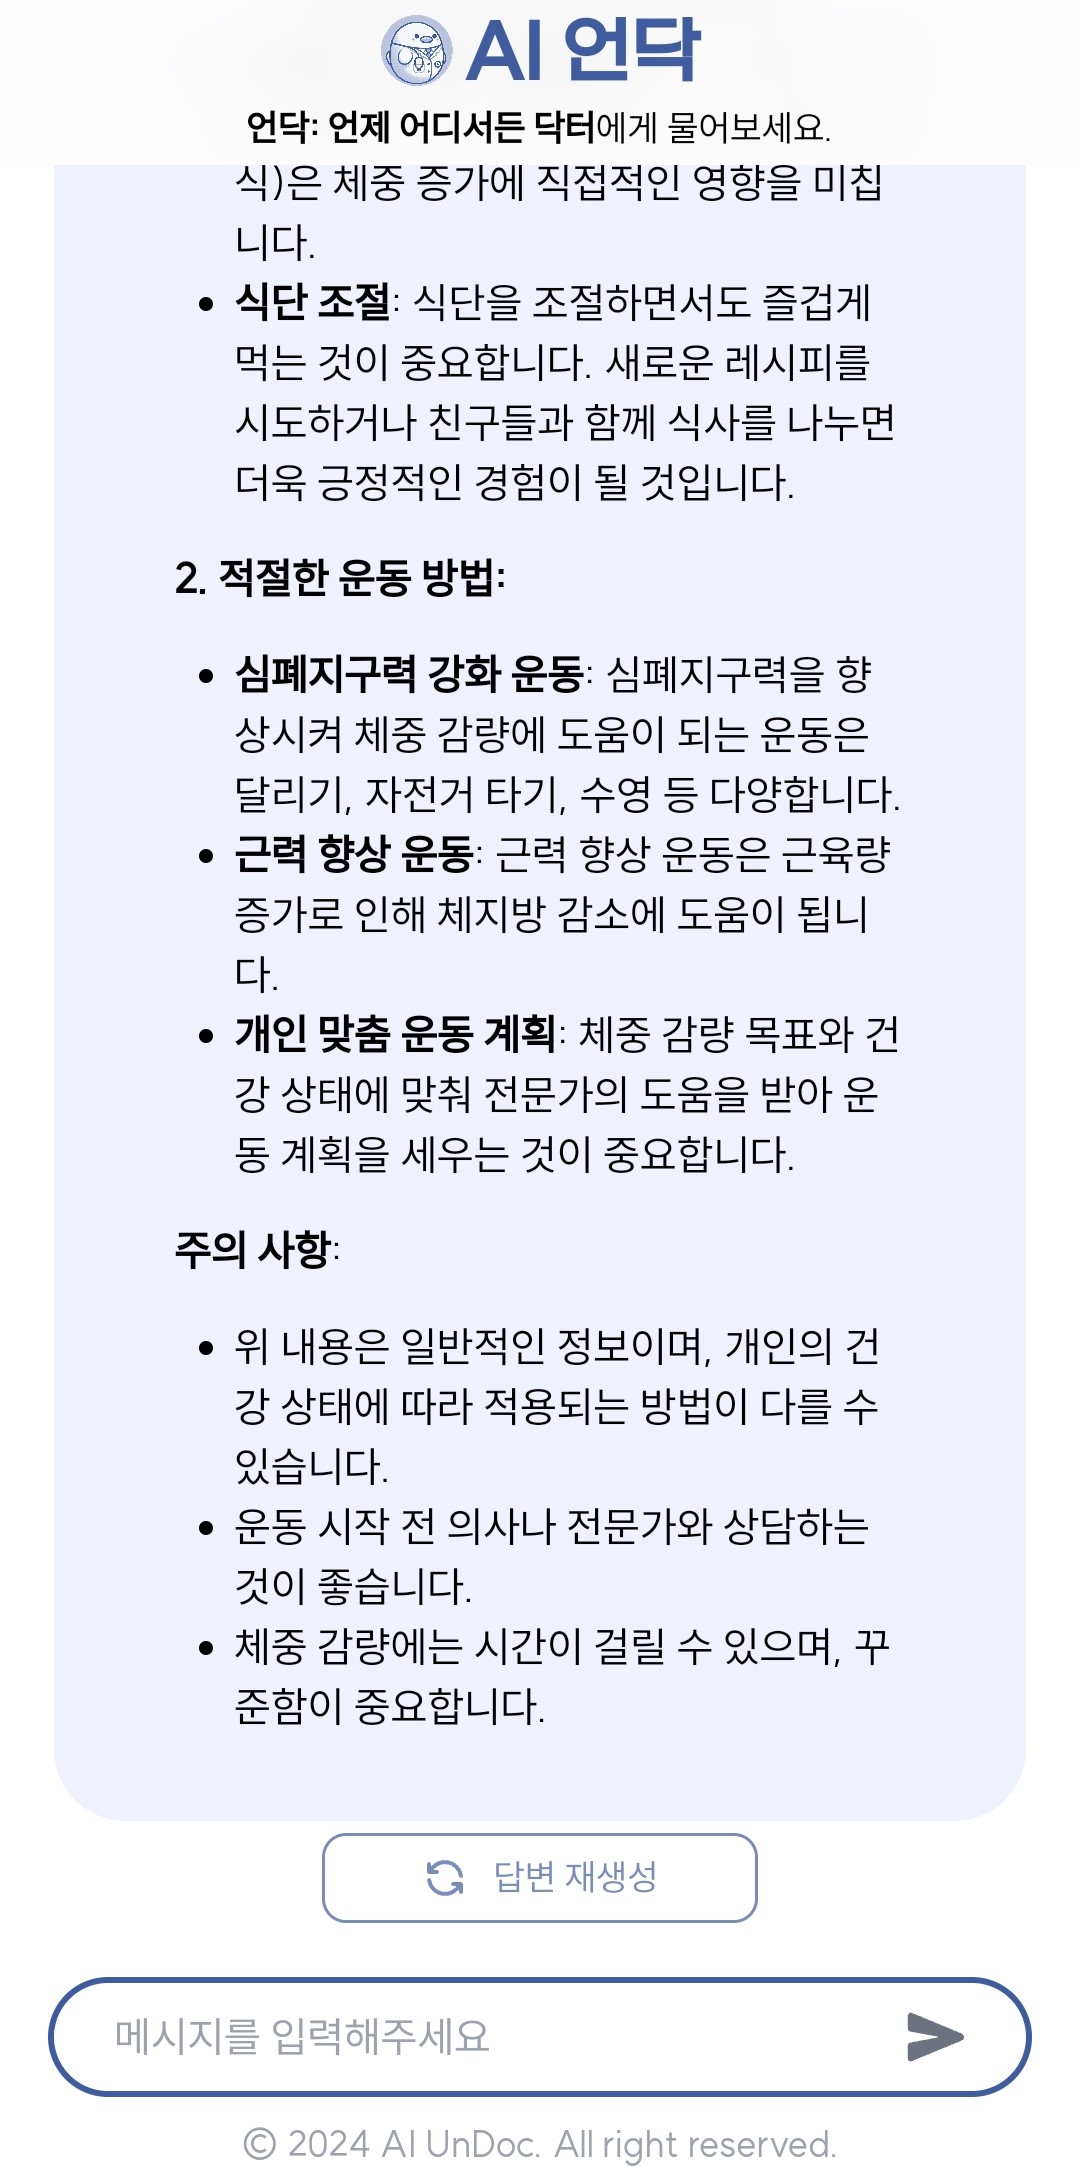 AI 언닥
언닥: 언제 어디서든 닥터에게 물어보세요.
식)은 체중 증가에 직접적인 영향을 미칩
니다.
• 식단 조절: 식단을 조절하면서도 즐겁게
먹는 것이 중요합니다. 새로운 레시피를
시도하거나 친구들과 함께 식사를 나누면
더욱 긍정적인 경험이 될 것입니다.
2. 적절한 운동 방법:
• 심폐지구력 강화 운동: 심폐지구력을 향
상시켜 체중 감량에 도움이 되는 운동은
달리기, 자전거 타기, 수영 등 다양합니다.
• 근력 향상 운동: 근력 향상 운동은 근육량
증가로 인해 체지방 감소에 도움이 됩니
다.
• 개인 맞춤 운동 계획: 체중 감량 목표와 건
강 상태에 맞춰 전문가의 도움을 받아 운
동 계획을 세우는 것이 중요합니다.
주의 사항:
• 위 내용은 일반적인 정보이며, 개인의 건
강 상태에 따라 적용되는 방법이 다를 수
있습니다.
• 운동 시작 전 의사나 전문가와 상담하는
것이 좋습니다.
• 체중 감량에는 시간이 걸릴 수 있으며, 꾸
준함이 중요합니다.
답변 재생성
메시지를 입력해주세요
© 2024 AI UnDoc. All right reserved.